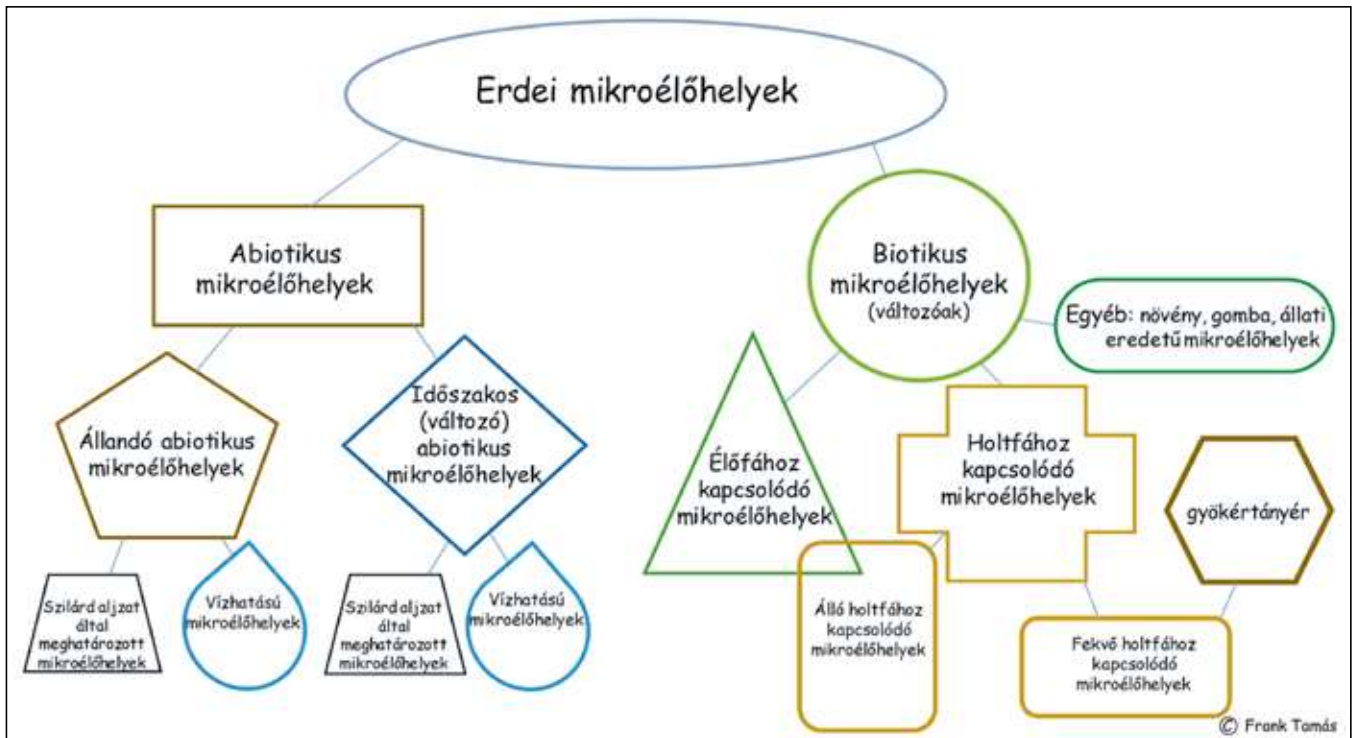 Erdei mikroélőhelyek
Abiotikus
mikroélőhelyek
Biotikus
mikroélőhelyek
(változóak)
Egyéb: növény, gomba, állati
eredetű mikroélőhelyek
Állandó abiotikus
mikroélőhelyek
Időszakos
(változó)
abiotikus
mikroélőhelyek
Élőfához
kapcsolódó
mikroélőhelyek
Holtfához
kapcsolódó
mikroélőhelyek
gyökértányér
Szilárd aljzat
által
meghatározott
mikroélőhelyek
Vízhatású
mikroélőhelyek
Szilárd aljzat
által
meghatározott
mikroélőhelyek
Vízhatású
mikroélőhelyek
Álló holtfához
kapcsolódó
mikroélőhelyek
Fekvő holtfához
kapcsolódó
mikroélőhelyek
© Frank Tamás